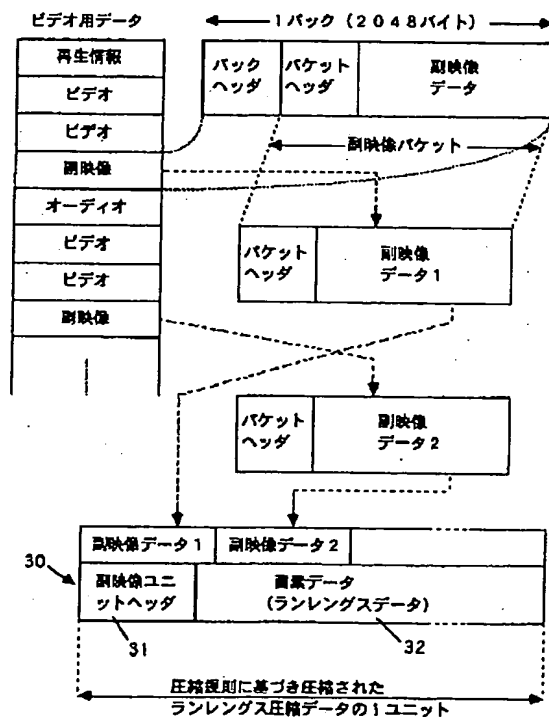 ビデオ用データ
再生情報
ビデオ
ビデオ
副映像
オーディオ
ビデオ
ビデオ
副映像
1パック(2048バイト)
パック
ヘッダ
パケット
ヘッダ
副映像
データ
副映像パケット
パケット
ヘッダ
副映像
データ1
パケット
ヘッダ
副映像
データ2
副映像データ1
副映像データ2
30
副映像ユニ
ットヘッダ
画素データ
(ランレングスデータ)
31
32
圧縮規則に基づき圧縮された
ランレングス圧縮データの1ユニット